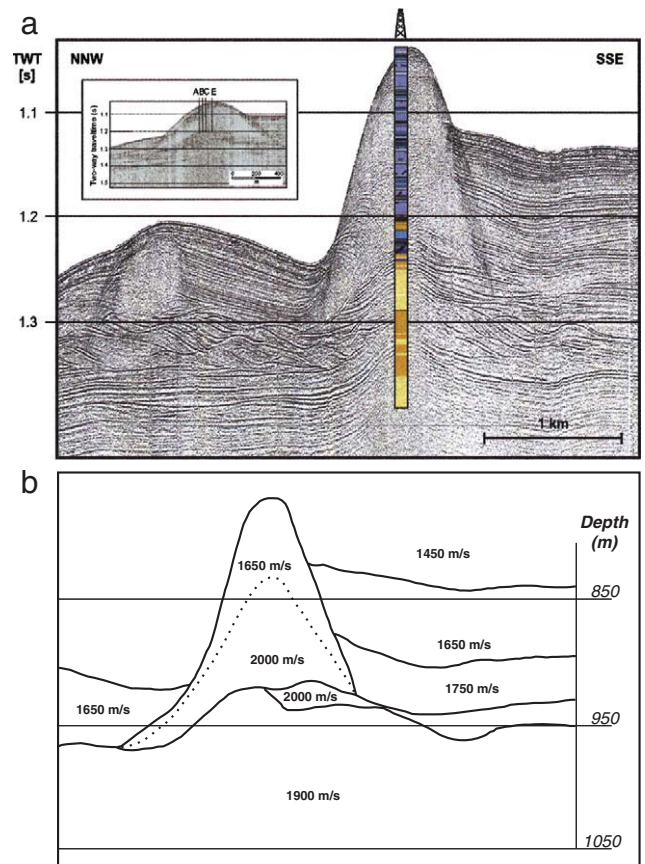 a
TWT
[s]
NNW
SSE
ABC E
Two-way traveltime (s)
1.1
1.2
1.3
1.4
1.5
0 200 400
m
1.1
1.2
1.3
1 km
b
Depth
(m)
1450 m/s
1650 m/s
850
1650 m/s
2000 m/s
1750 m/s
2000 m/s
1650 m/s
950
1900 m/s
1050